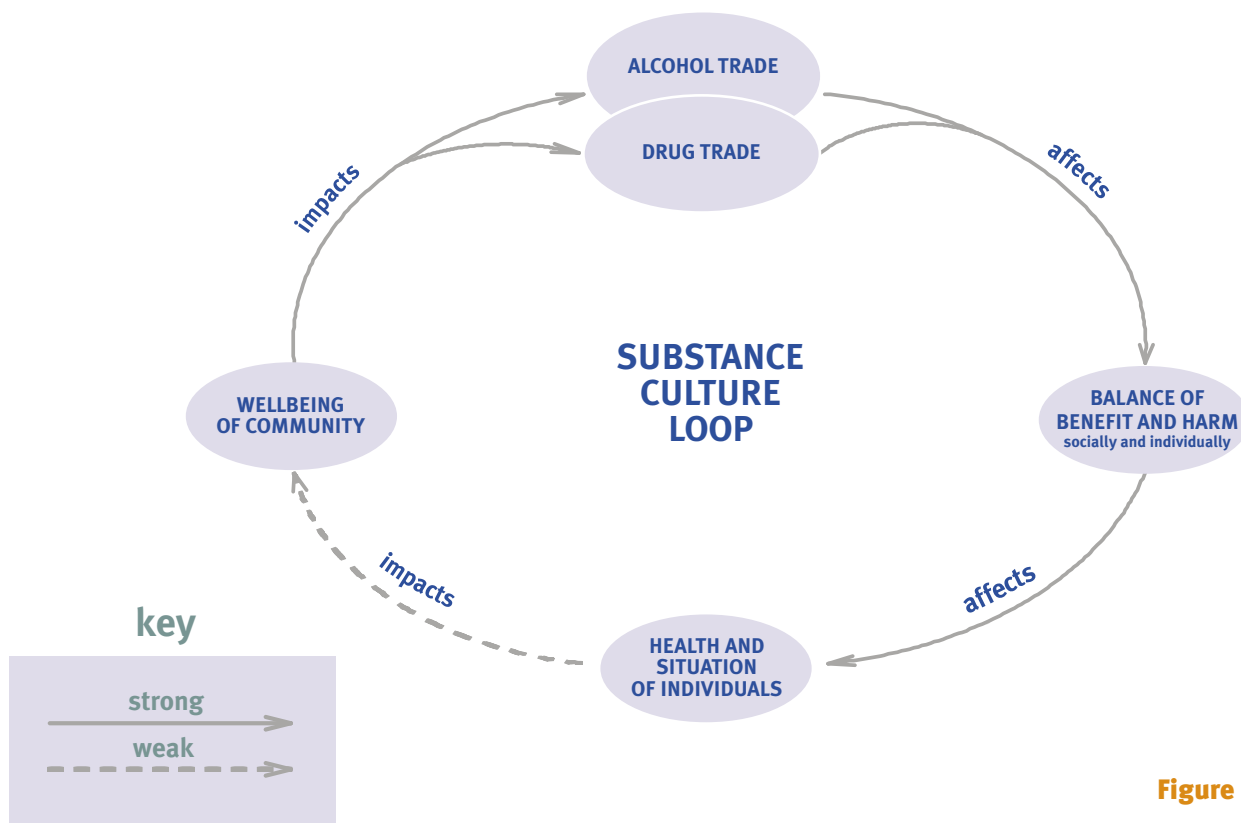 ALCOHOL TRADE
DRUG TRADE
impacts
affects
SUBSTANCE
CULTURE
LOOP
WELLBEING
OF COMMUNITY
BALANCE OF
BENEFIT AND HARM
socially and individually
impacts
affects
HEALTH AND
SITUATION
OF INDIVIDUALS
key
strong
weak
Figure